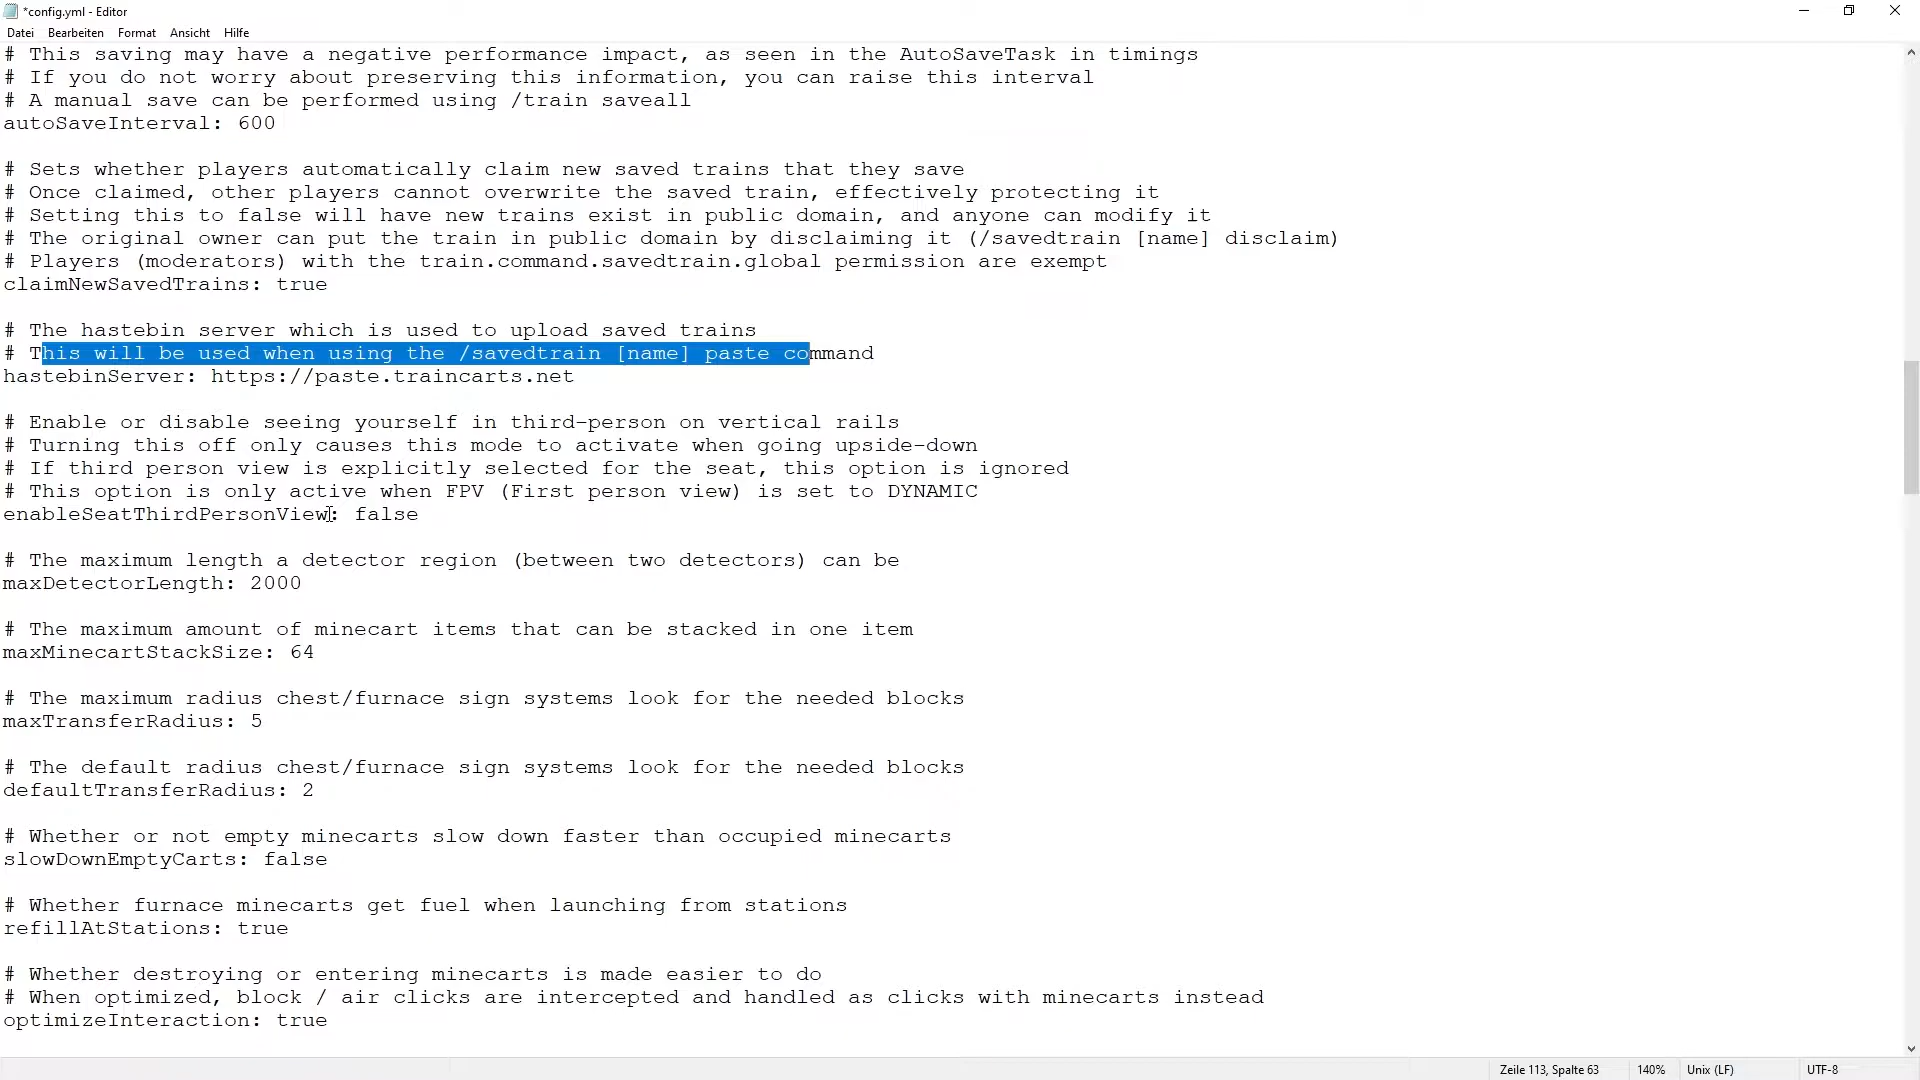 *config.yml - Editor
Datei Bearbeiten Format Ansicht Hilfe
# This saving may have a negative performance impact, as seen in the AutoSaveTask in timings
# If you do not worry about preserving this information, you can raise this interval
# A manual save can be performed using /train saveall
autoSaveInterval: 600
# Sets whether players automatically claim new saved trains that they save
# Once claimed, other players cannot overwrite the saved train, effectively protecting it
# Setting this to false will have new trains exist in public domain, and anyone can modify it
# The original owner can put the train in public domain by disclaiming it (/savedtrain [name] disclaim)
# Players (moderators) with the train.command.savedtrain.global permission are exempt
claimNewSavedTrains: true
# The hastebin server which is used to upload saved trains
# This will be used when using the /savedtrain [name] paste command
hastebinServer: https://paste.traincarts.net
# Enable or disable seeing yourself in third-person on vertical rails
# Turning this off only causes this mode to activate when going upside-down
# If third person view is explicitly selected for the seat, this option is ignored
# This option is only active when FPV (First person view) is set to DYNAMIC
enableSeatThirdPersonView: false
# The maximum length a detector region (between two detectors) can be
maxDetectorLength: 2000
# The maximum amount of minecart items that can be stacked in one item
maxMinecartStackSize: 64
# The maximum radius chest/furnace sign systems look for the needed blocks
maxTransferRadius: 5
# The default radius chest/furnace sign systems look for the needed blocks
defaultTransferRadius: 2
# Whether or not empty minecarts slow down faster than occupied minecarts
slowDownEmptyCarts: false
# Whether furnace minecarts get fuel when launching from stations
refillAtStations: true
# Whether destroying or entering minecarts is made easier to do
# When optimized, block / air clicks are intercepted and handled as clicks with minecarts instead
optimizeInteraction: true
Zeile 113, Spalte 63 140% Unix (LF) UTF-8